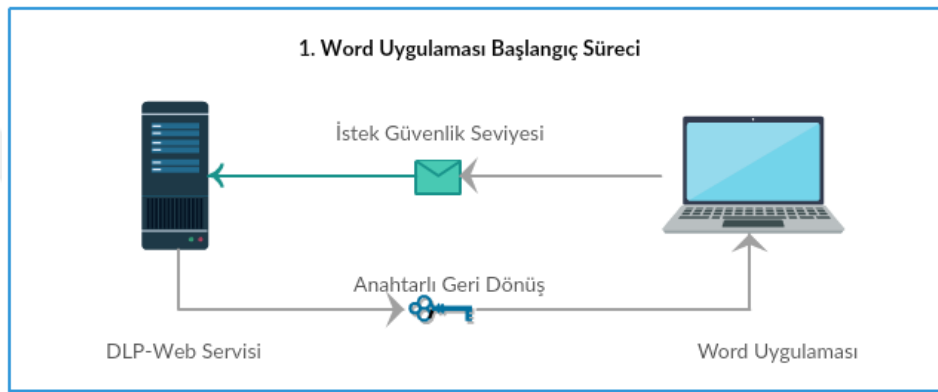 1. Word Uygulaması Başlangıç Süreci
İstek Güvenlik Seviyesi
Anahtarlı Geri Dönüş
DLP-Web Servisi
Word Uygulaması